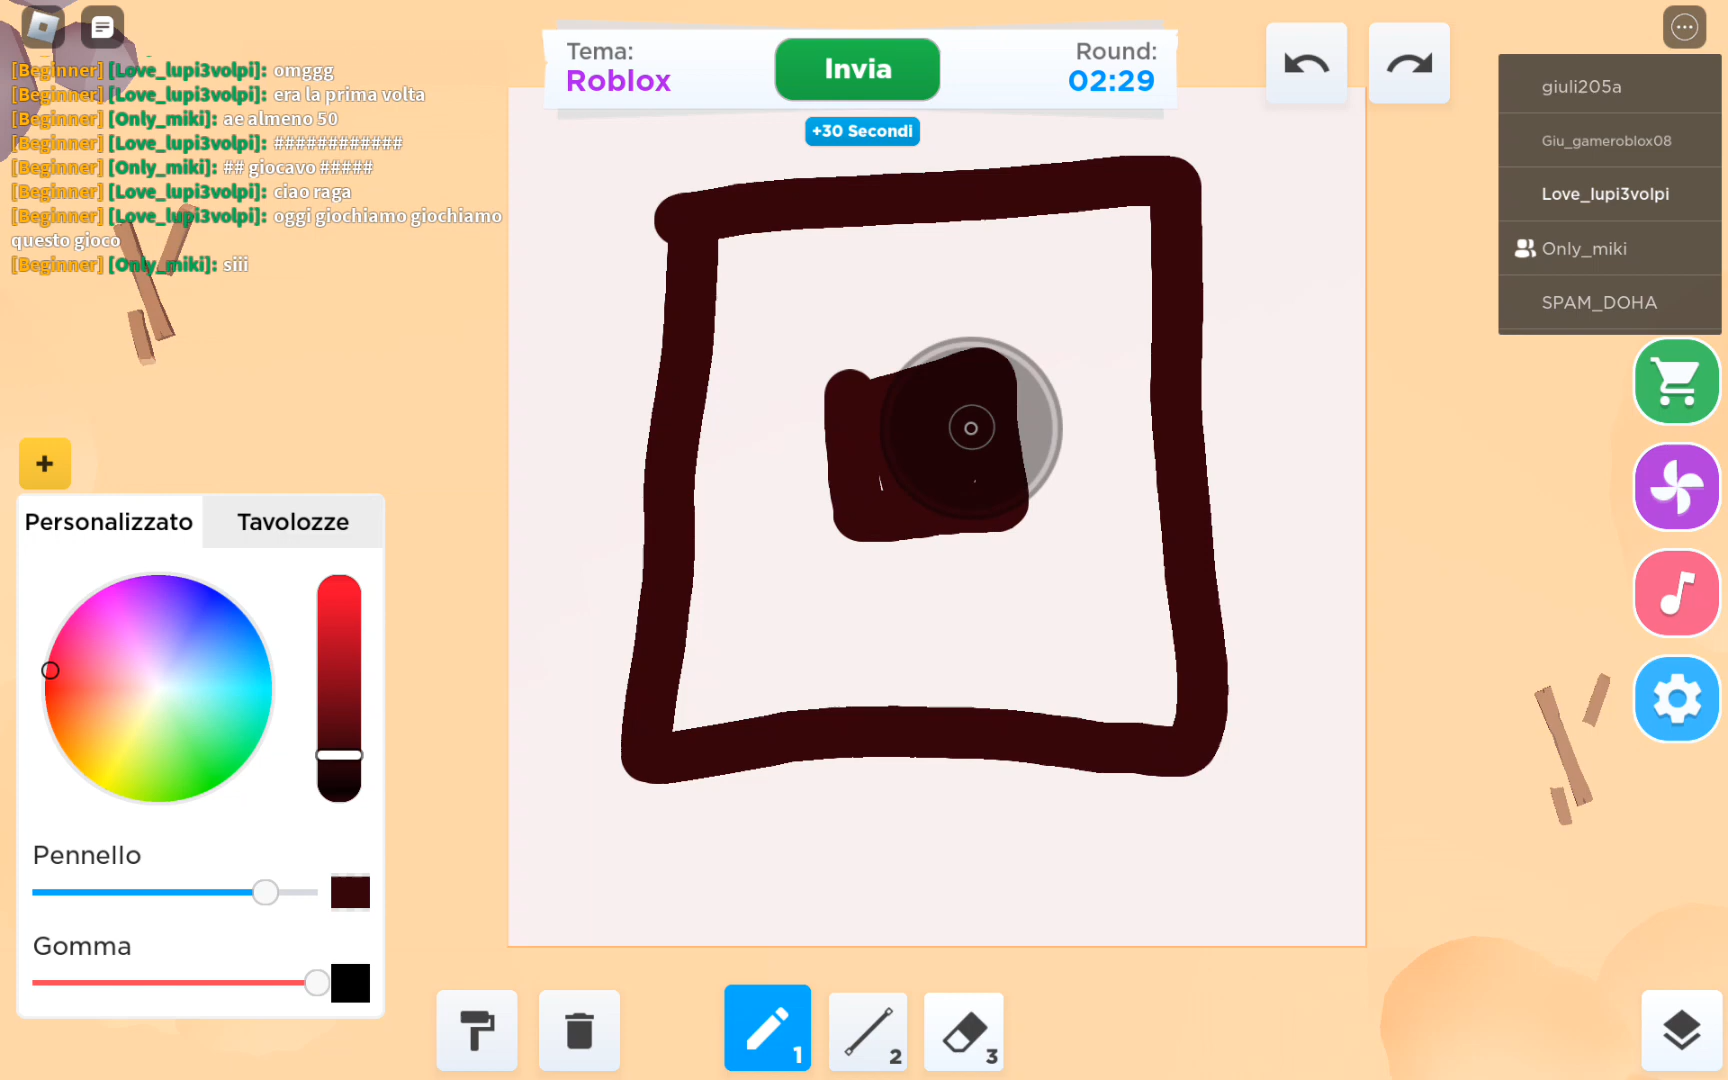 [Beginner] [Love_lupi3volpi]: omggg
[Beginner] [Love_lupi3volpi]: era la prima volta
[Beginner] [Only_miki]: ae almeno 50
[Beginner] [Love_lupi3volpi]: ############
[Beginner] [Only_miki]: ## giocavo #####
[Beginner] [Love_lupi3volpi]: ciao raga
[Beginner] [Love_lupi3volpi]: oggi giochiamo giochiamo
questo gioco
[Beginner] [Only_miki]: siii
Tema:
Roblox
Invia
Round:
02:29
+30 Secondi
giuli205a
Giu_gameroblox08
Love_lupi3volpi
Only_miki
SPAM_DOHA
+
Personalizzato
Tavolozze
Pennello
Gomma
1
2
3